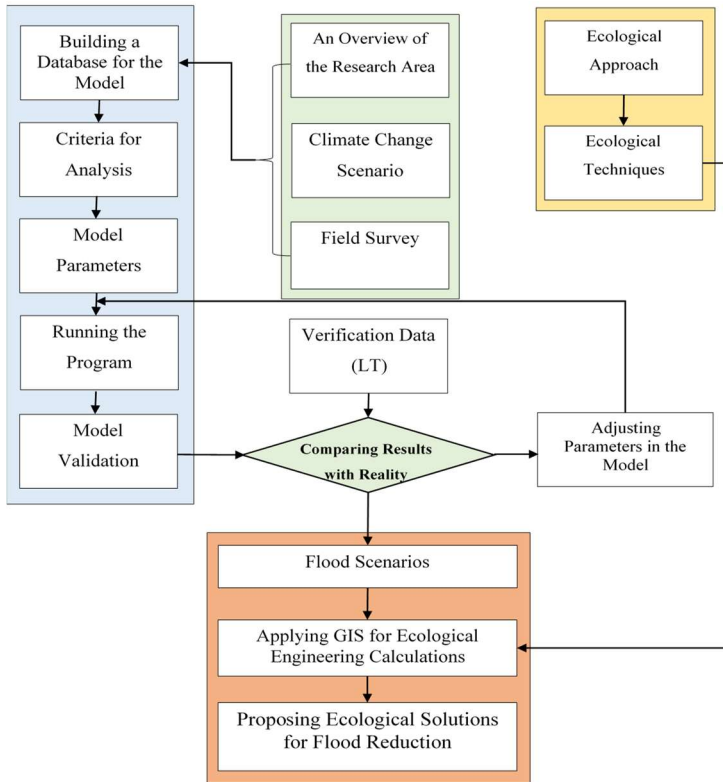 Building a
Database for the
Model
Criteria for
Analysis
Model
Parameters
Running the
Program
Model
Validation
An Overview of
the Research Area
Climate Change
Scenario
Field Survey
Ecological
Approach
Ecological
Techniques
Verification Data
(LT)
Comparing Results
with Reality
Adjusting
Parameters in the
Model
Flood Scenarios
Applying GIS for Ecological
Engineering Calculations
Proposing Ecological Solutions
for Flood Reduction